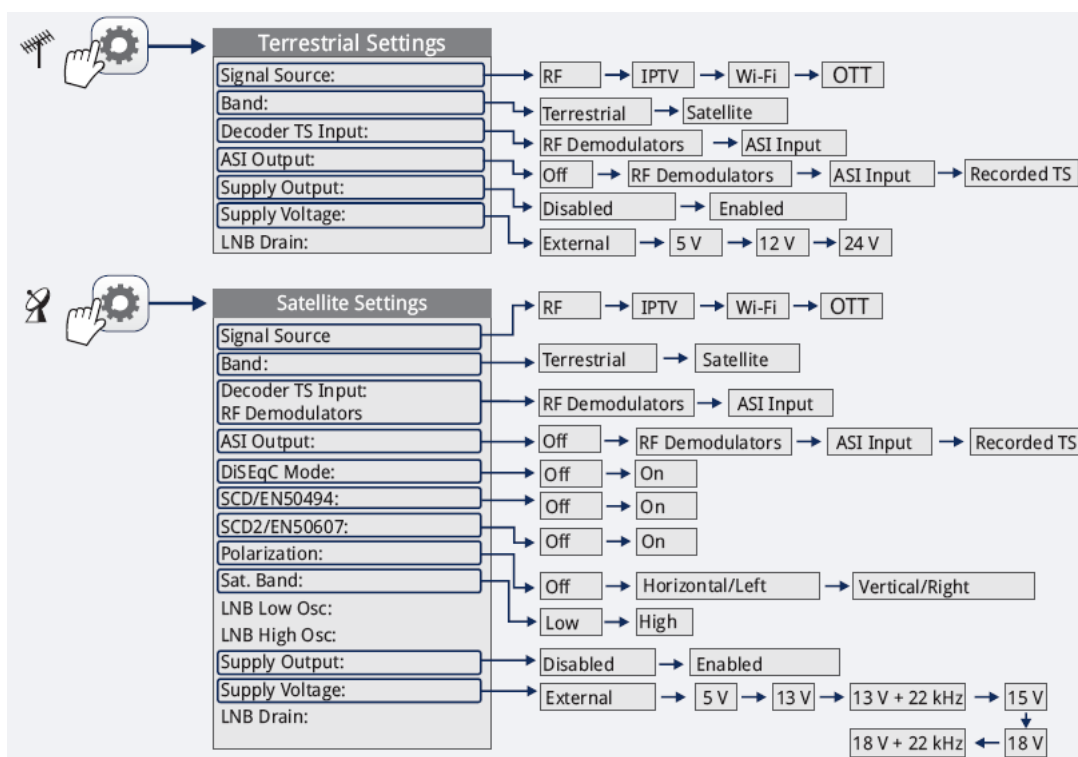 Terrestrial Settings
Signal Source:
RF
IPTV
Wi-Fi
OTT
Band:
Terrestrial
Satellite
Decoder TS Input:
RF Demodulators
ASI Input
ASI Output:
Off
RF Demodulators
ASI Input
Recorded TS
Supply Output:
Disabled
Enabled
Supply Voltage:
External
5 V
12 V
24 V
LNB Drain:
Satellite Settings
Signal Source
RF
IPTV
Wi-Fi
OTT
Band:
Terrestrial
Satellite
Decoder TS Input:
RF Demodulators
RF Demodulators
ASI Input
ASI Output:
Off
RF Demodulators
ASI Input
Recorded TS
DiSEqC Mode:
Off
On
SCD/EN50494:
Off
On
SCD2/EN50607:
Off
On
Polarization:
Off
Horizontal/Left
Vertical/Right
Sat. Band:
Low
High
LNB Low Osc:
LNB High Osc:
Supply Output:
Disabled
Enabled
Supply Voltage:
External
5 V
13 V
13 V + 22 kHz
15 V
18 V
18 V + 22 kHz
LNB Drain: